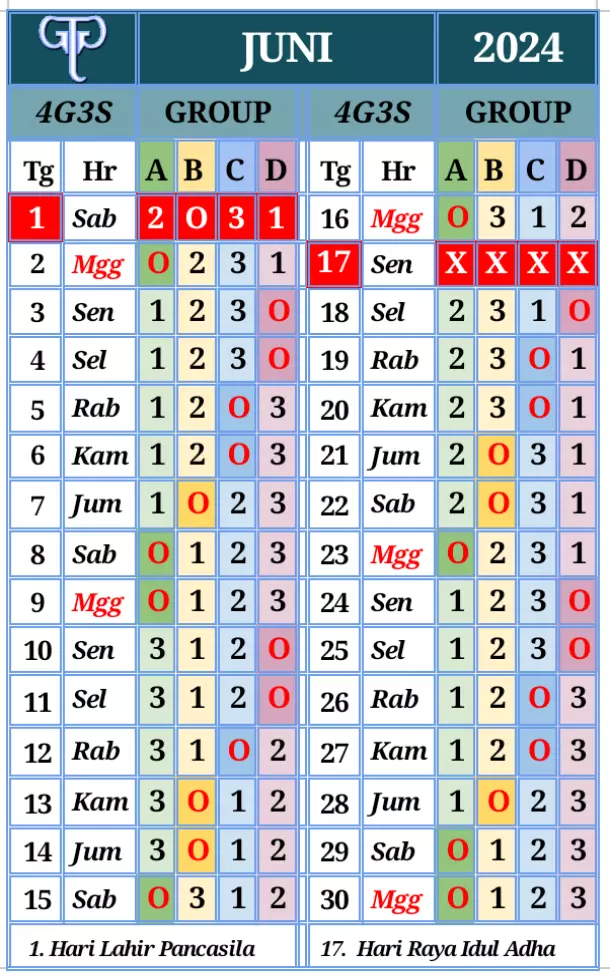 JUNI 2024
4G3S GROUP 4G3S GROUP
Tg Hr A B C D Tg Hr A B C D
1 Sab 2 O 3 1 16 Mgg O 3 1 2
2 Mgg O 2 3 1 17 Sen X X X X
3 Sen 1 2 3 O 18 Sel 2 3 1 O
4 Sel 1 2 3 O 19 Rab 2 3 O 1
5 Rab 1 2 O 3 20 Kam 2 3 O 1
6 Kam 1 2 O 3 21 Jum 2 O 3 1
7 Jum 1 O 2 3 22 Sab 2 O 3 1
8 Sab O 1 2 3 23 Mgg O 2 3 1
9 Mgg O 1 2 3 24 Sen 1 2 3 O
10 Sen 3 1 2 O 25 Sel 1 2 3 O
11 Sel 3 1 2 O 26 Rab 1 2 O 3
12 Rab 3 1 O 2 27 Kam 1 2 O 3
13 Kam 3 O 1 2 28 Jum 1 O 2 3
14 Jum 3 O 1 2 29 Sab O 1 2 3
15 Sab O 3 1 2 30 Mgg O 1 2 3
1. Hari Lahir Pancasila 17. Hari Raya Idul Adha